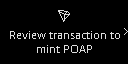 Review transaction to
mint POAP